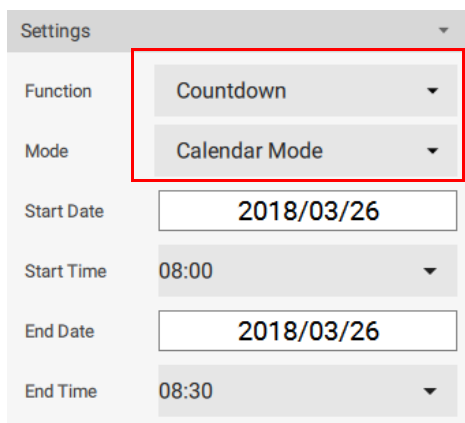 Settings
Function Countdown
Mode Calendar Mode
Start Date 2018/03/26
Start Time 08:00
End Date 2018/03/26
End Time 08:30